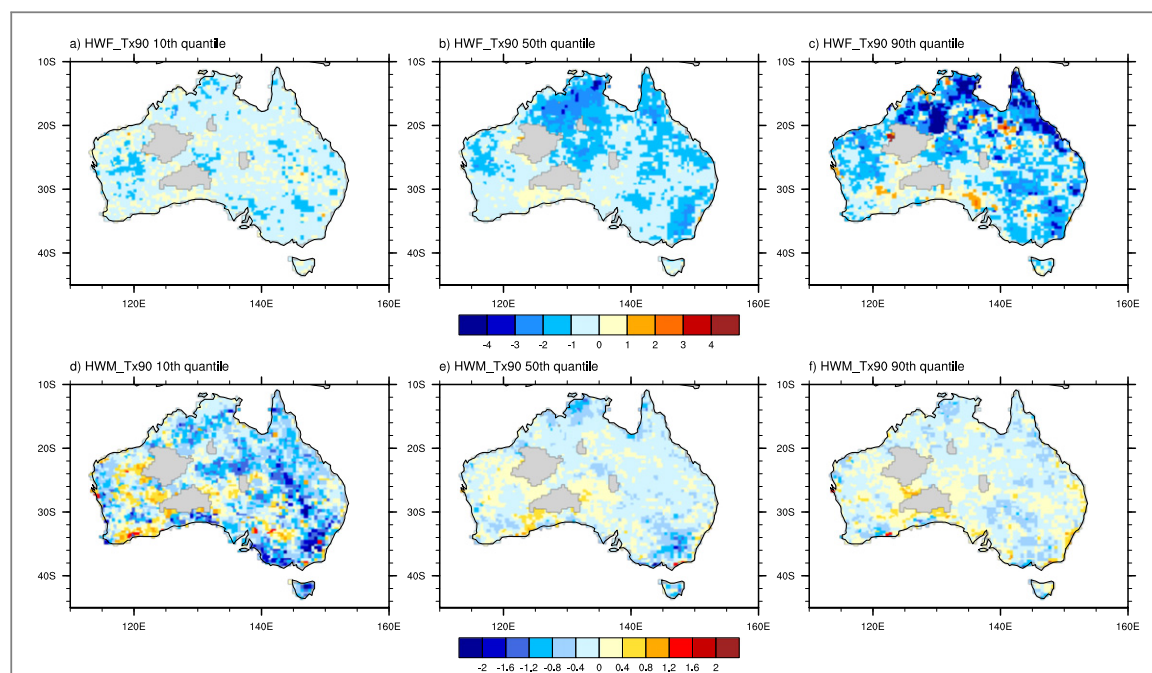 a) HWF_Tx90 10th quantile
b) HWF_Tx90 50th quantile
c) HWF_Tx90 90th quantile
10S
20S
30S
40S
120E
140E
160E
10S
20S
30S
40S
120E
140E
160E
10S
20S
30S
40S
120E
140E
160E
-4 -3 -2 -1 0 1 2 3 4
d) HWM_Tx90 10th quantile
e) HWM_Tx90 50th quantile
f) HWM_Tx90 90th quantile
10S
20S
30S
40S
120E
140E
160E
10S
20S
30S
40S
120E
140E
160E
10S
20S
30S
40S
120E
140E
160E
-2 -1.6 -1.2 -0.8 -0.4 0 0.4 0.8 1.2 1.6 2